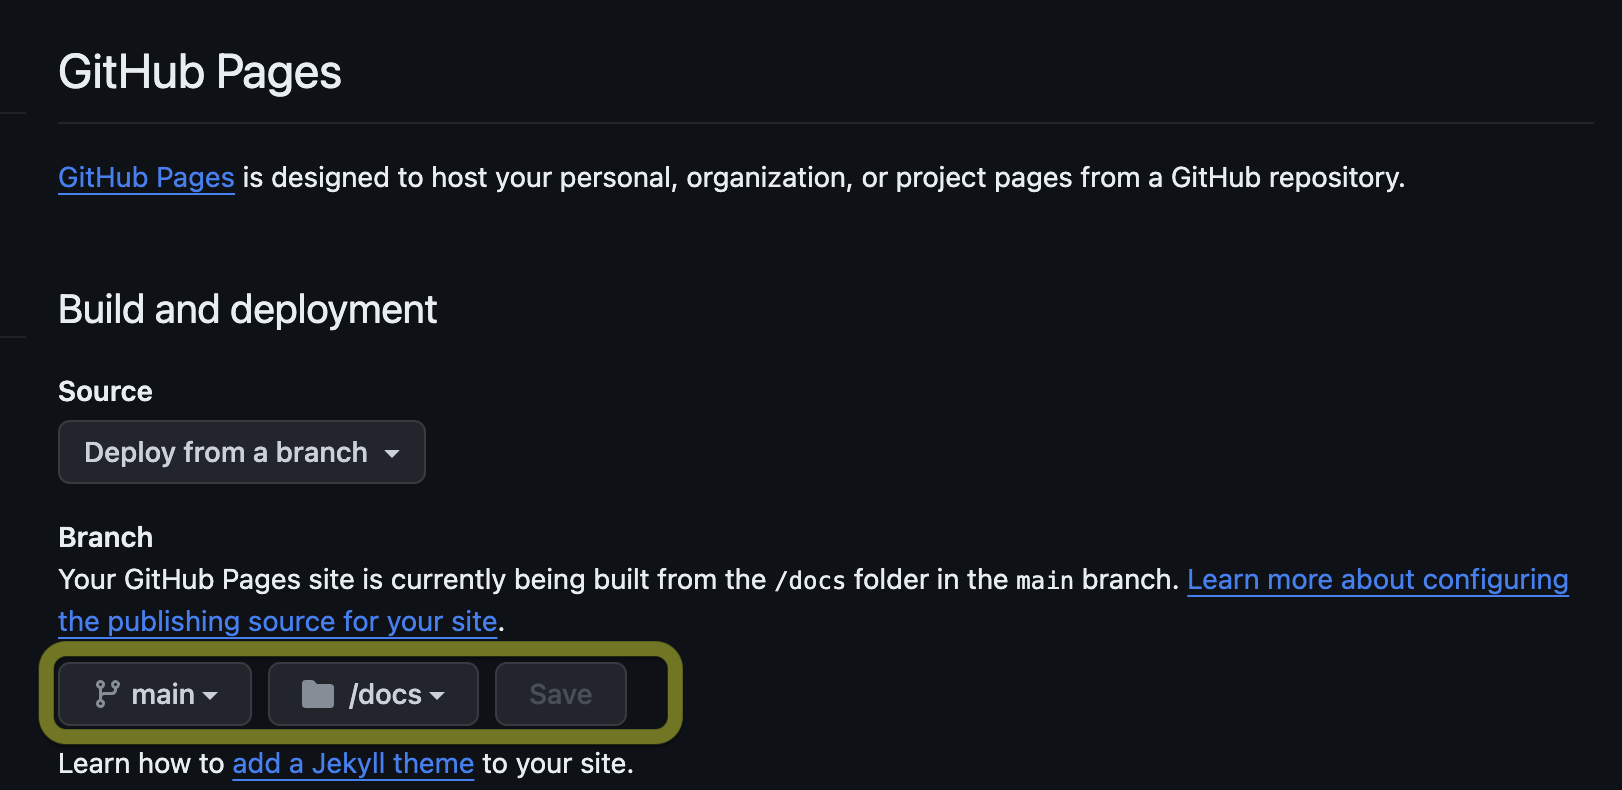 GitHub Pages
GitHub Pages is designed to host your personal, organization, or project pages from a GitHub repository.
Build and deployment
Source
Deploy from a branch
Branch
Your GitHub Pages site is currently being built from the /docs folder in the main branch. Learn more about configuring
the publishing source for your site.
main /docs Save
Learn how to add a Jekyll theme to your site.